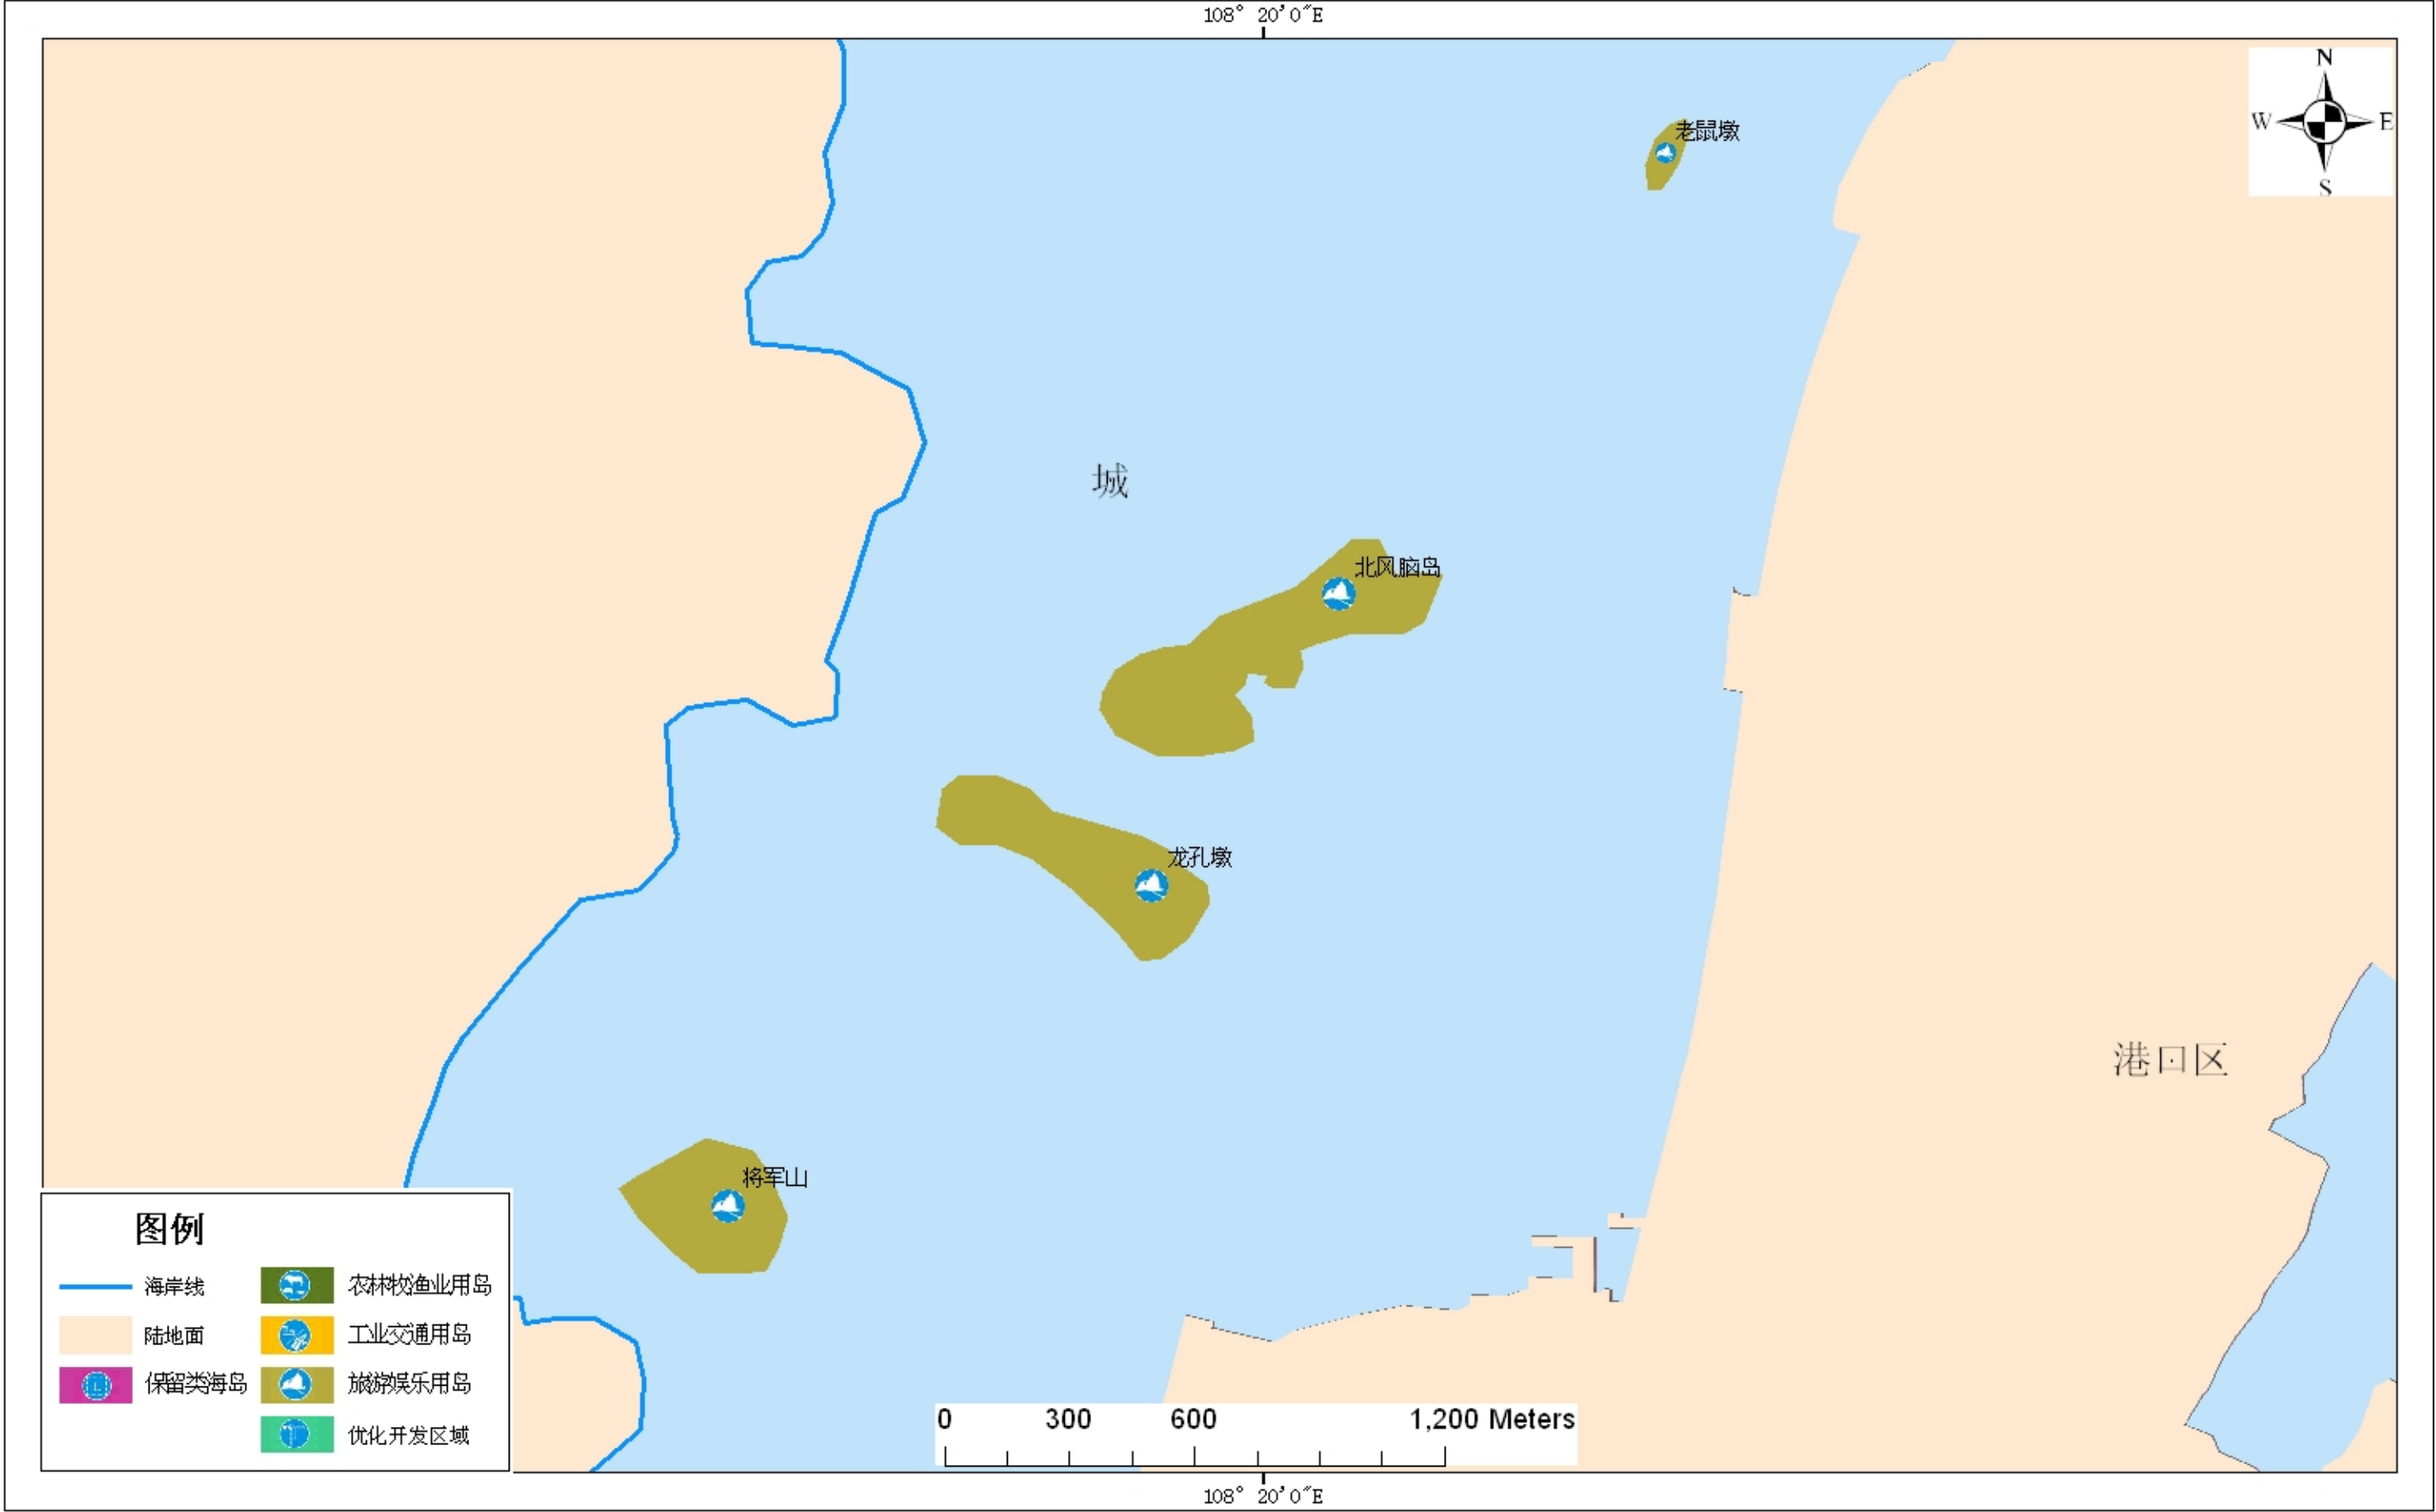 108° 20'0"E
N
W E
S
老鼠墩
城
北风脑岛
龙孔墩
港口区
将军山
图例
海岸线
农林牧渔业用岛
陆地面
工业交通用岛
保留类海岛
旅游娱乐用岛
优化开发区域
0 300 600 1,200 Meters
108° 20'0"E